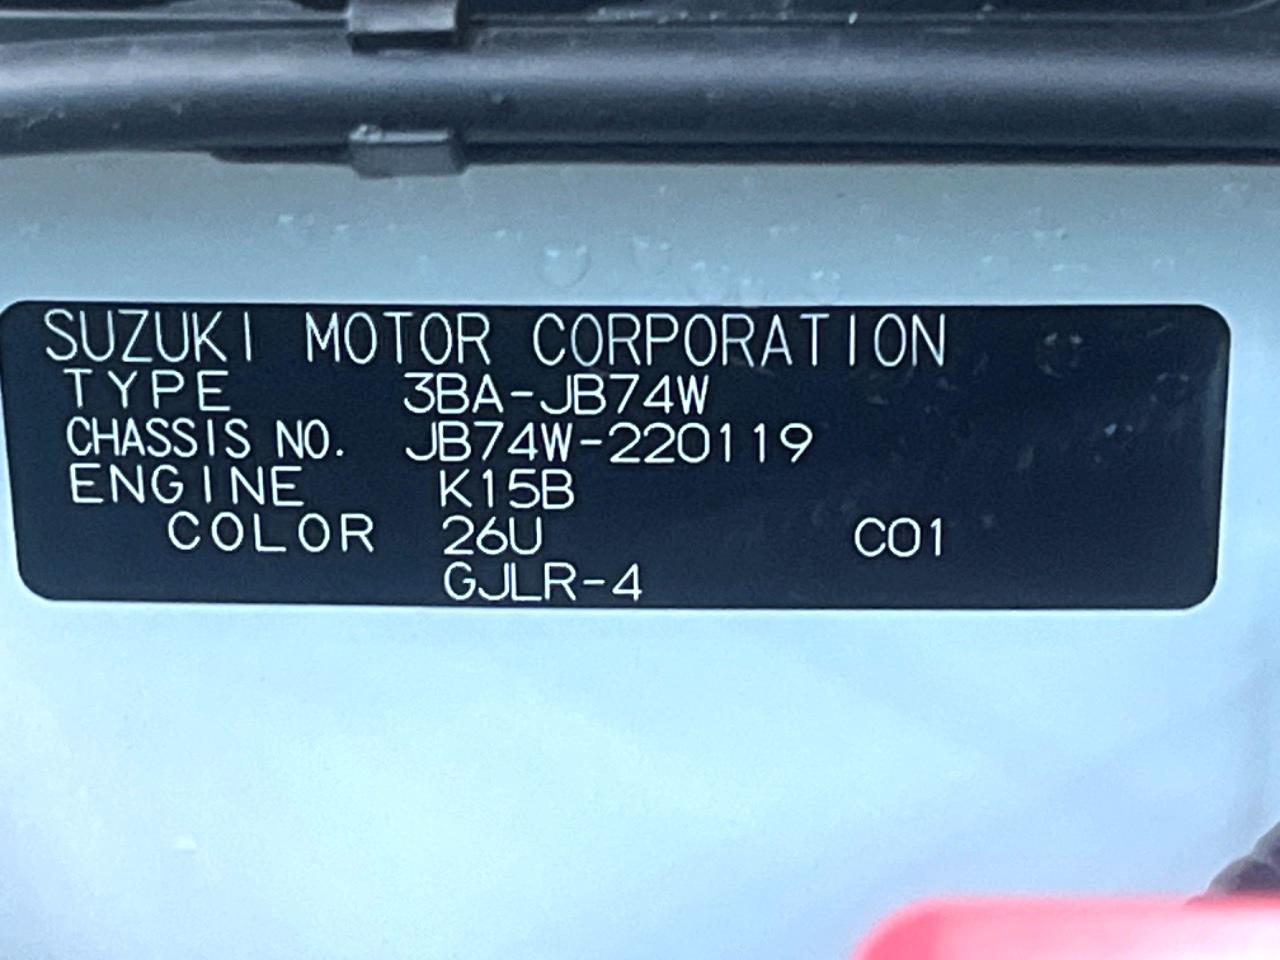 SUZUKI MOTOR CORPORATION
TYPE 3BA-JB74W
CHASSIS NO. JB74W-220119
ENGINE K15B
COLOR 26U C01
GJLR-4